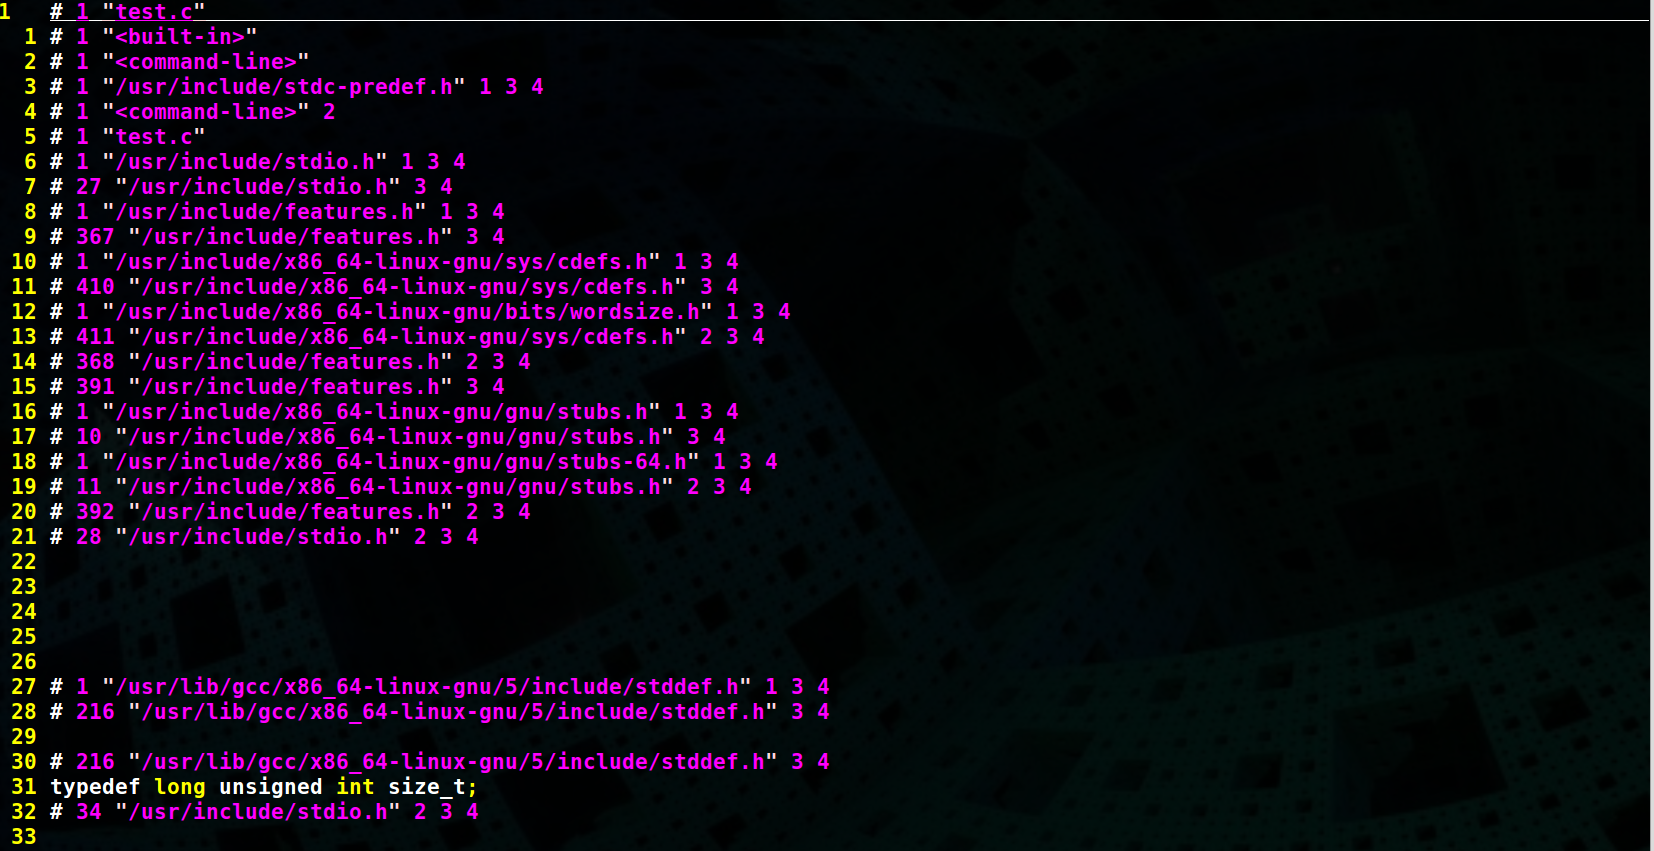 1 # 1 "test.c"
1 # 1 "<built-in>"
2 # 1 "<command-line>"
3 # 1 "/usr/include/stdc-predef.h" 1 3 4
4 # 1 "<command-line>" 2
5 # 1 "test.c"
6 # 1 "/usr/include/stdio.h" 1 3 4
7 # 27 "/usr/include/stdio.h" 3 4
8 # 1 "/usr/include/features.h" 1 3 4
9 # 367 "/usr/include/features.h" 3 4
10 # 1 "/usr/include/x86_64-linux-gnu/sys/cdefs.h" 1 3 4
11 # 410 "/usr/include/x86_64-linux-gnu/sys/cdefs.h" 3 4
12 # 1 "/usr/include/x86_64-linux-gnu/bits/wordsize.h" 1 3 4
13 # 411 "/usr/include/x86_64-linux-gnu/sys/cdefs.h" 2 3 4
14 # 368 "/usr/include/features.h" 2 3 4
15 # 391 "/usr/include/features.h" 3 4
16 # 1 "/usr/include/x86_64-linux-gnu/gnu/stubs.h" 1 3 4
17 # 10 "/usr/include/x86_64-linux-gnu/gnu/stubs.h" 3 4
18 # 1 "/usr/include/x86_64-linux-gnu/gnu/stubs-64.h" 1 3 4
19 # 11 "/usr/include/x86_64-linux-gnu/gnu/stubs.h" 2 3 4
20 # 392 "/usr/include/features.h" 2 3 4
21 # 28 "/usr/include/stdio.h" 2 3 4
22
23
24
25
26
27 # 1 "/usr/lib/gcc/x86_64-linux-gnu/5/include/stddef.h" 1 3 4
28 # 216 "/usr/lib/gcc/x86_64-linux-gnu/5/include/stddef.h" 3 4
29
30 # 216 "/usr/lib/gcc/x86_64-linux-gnu/5/include/stddef.h" 3 4
31 typedef long unsigned int size_t;
32 # 34 "/usr/include/stdio.h" 2 3 4
33